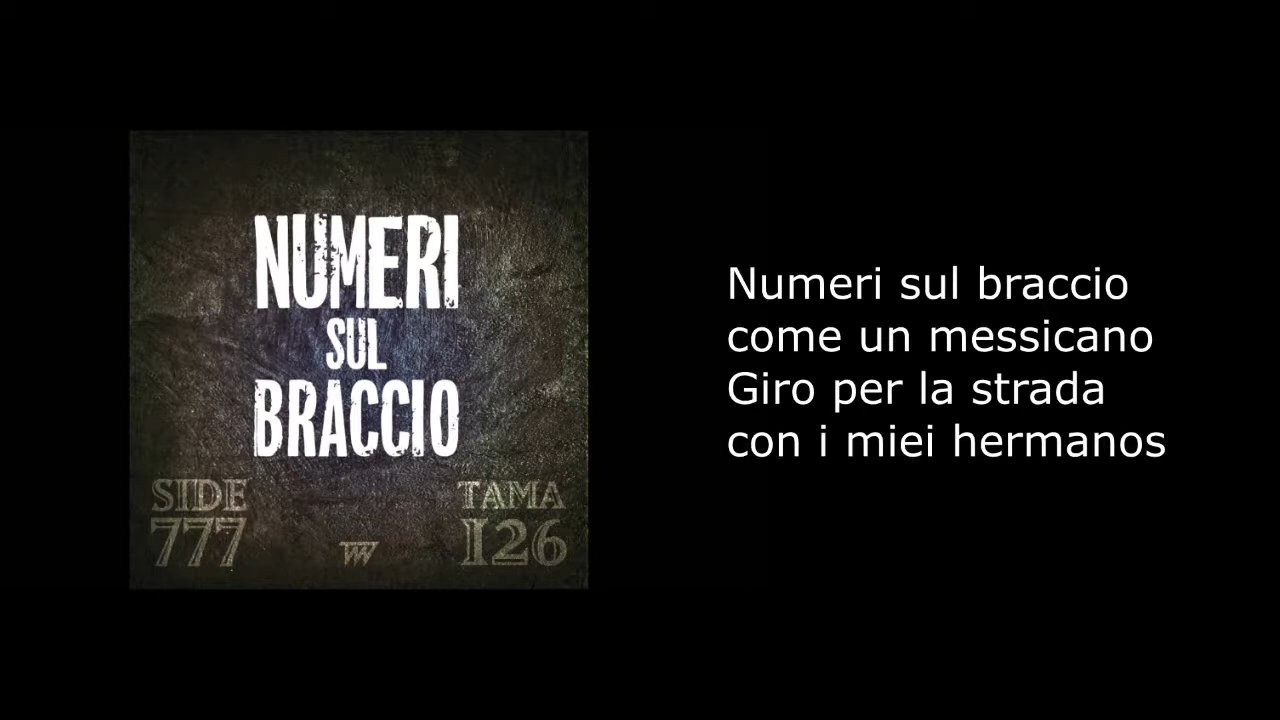 NUMERI
SUL
BRACCIO
SIDE
777
TAMA
126
Numeri sul braccio
come un messicano
Giro per la strada
con i miei hermanos